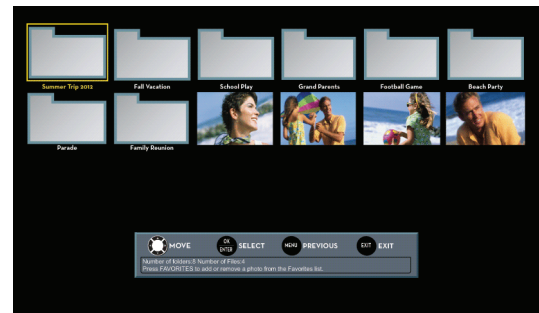 Summer Trip 2012 Fall Vacation School Play Grand Parents Football Game Beach Party
Parade Family Reunion
MOVE OK ENTER SELECT MENU PREVIOUS EXIT EXIT
Number of folders:8 Number of Files:4
Press FAVORITES to add or remove a photo from the Favorites list.